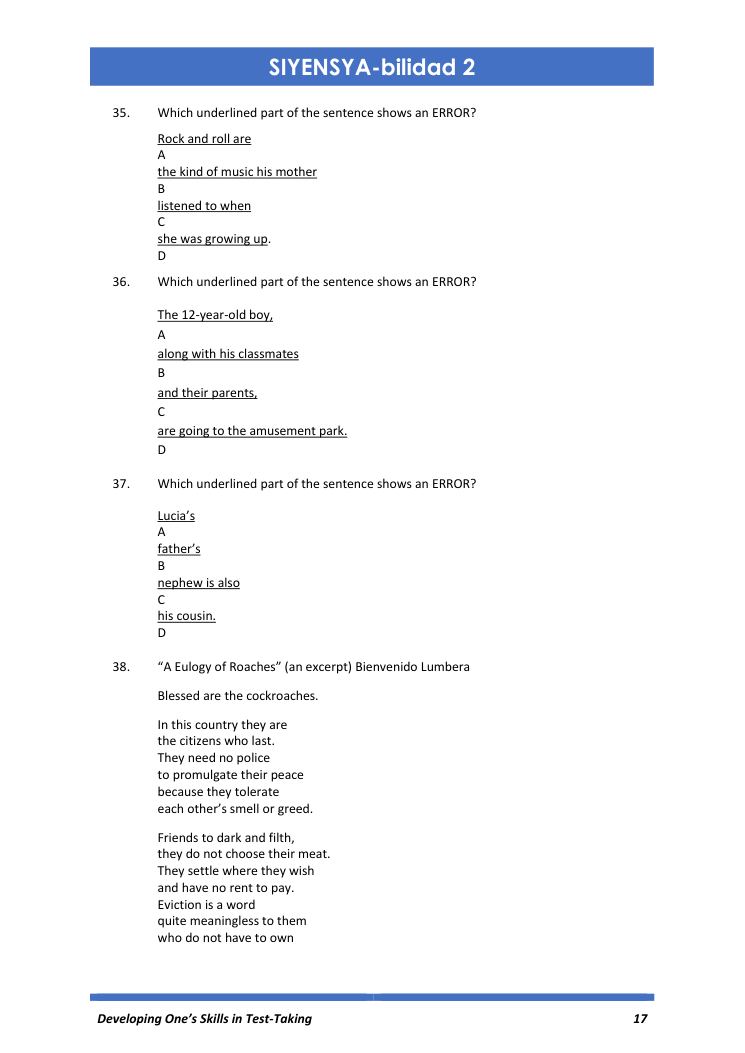 SIYENSYA-bilidad 2
35. Which underlined part of the sentence shows an ERROR?
Rock and roll are
A
the kind of music his mother
B
listened to when
C
she was growing up.
D
36. Which underlined part of the sentence shows an ERROR?
The 12-year-old boy,
A
along with his classmates
B
and their parents,
C
are going to the amusement park.
D
37. Which underlined part of the sentence shows an ERROR?
Lucia’s
A
father’s
B
nephew is also
C
his cousin.
D
38. “A Eulogy of Roaches” (an excerpt) Bienvenido Lumbera
Blessed are the cockroaches.
In this country they are
the citizens who last.
They need no police
to promulgate their peace
because they tolerate
each other’s smell or greed.
Friends to dark and filth,
they do not choose their meat.
They settle where they wish
and have no rent to pay.
Eviction is a word
quite meaningless to them
who do not have to own
Developing One’s Skills in Test-Taking 17